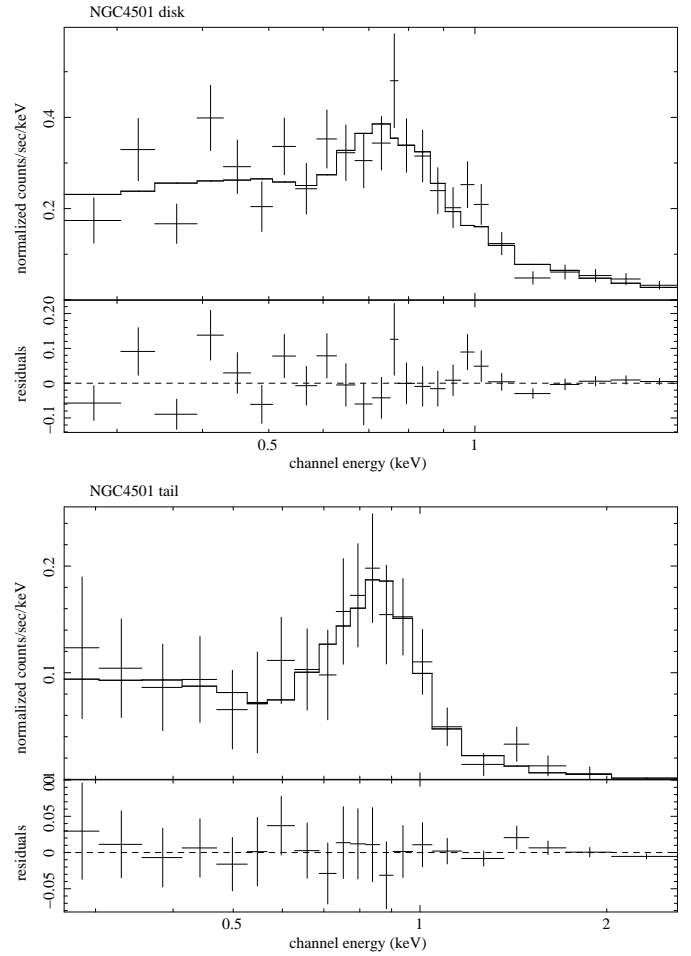 NGC4501 disk
normalized counts/sec/keV
0.2
0.4
residuals
−0.1
0
0.1
0.20
0.5
1
channel energy (keV)
NGC4501 tail
normalized counts/sec/keV
0.1
0.2
residuals
−0.05
0
0.05
0.5
1
2
channel energy (keV)